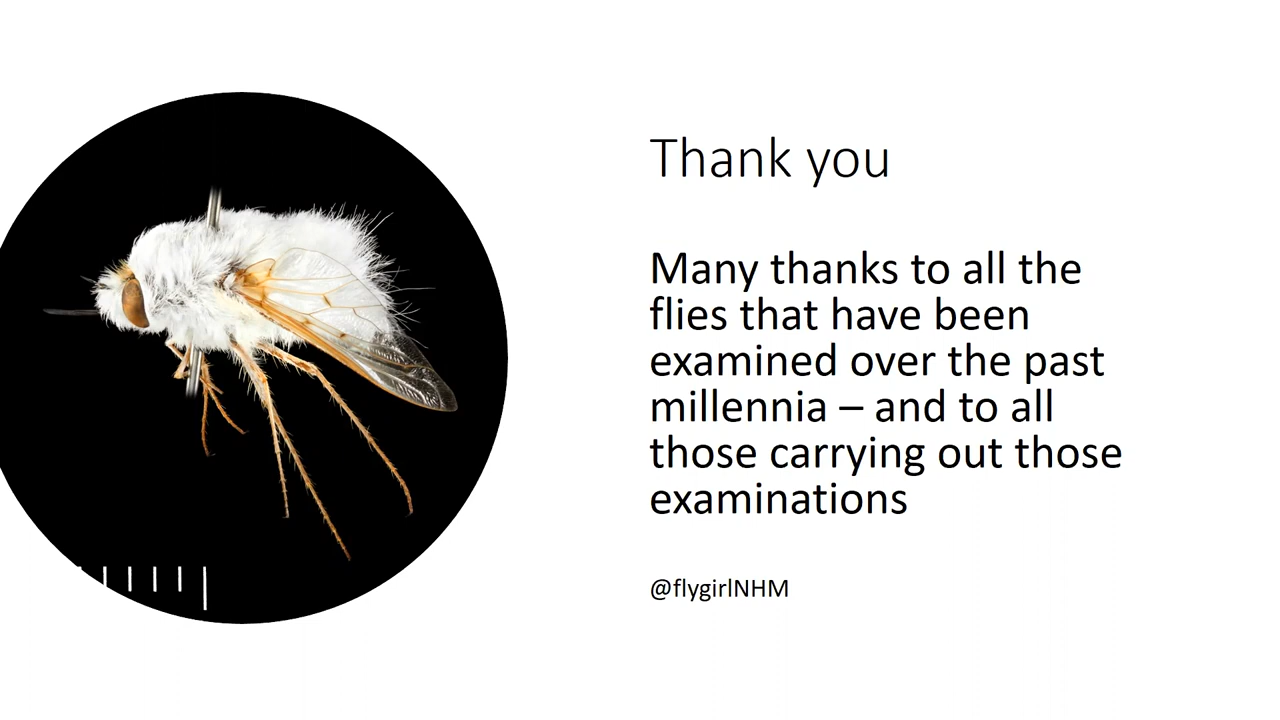 Thank you
Many thanks to all the
flies that have been
examined over the past
millennia – and to all
those carrying out those
examinations
@flygirlNHM